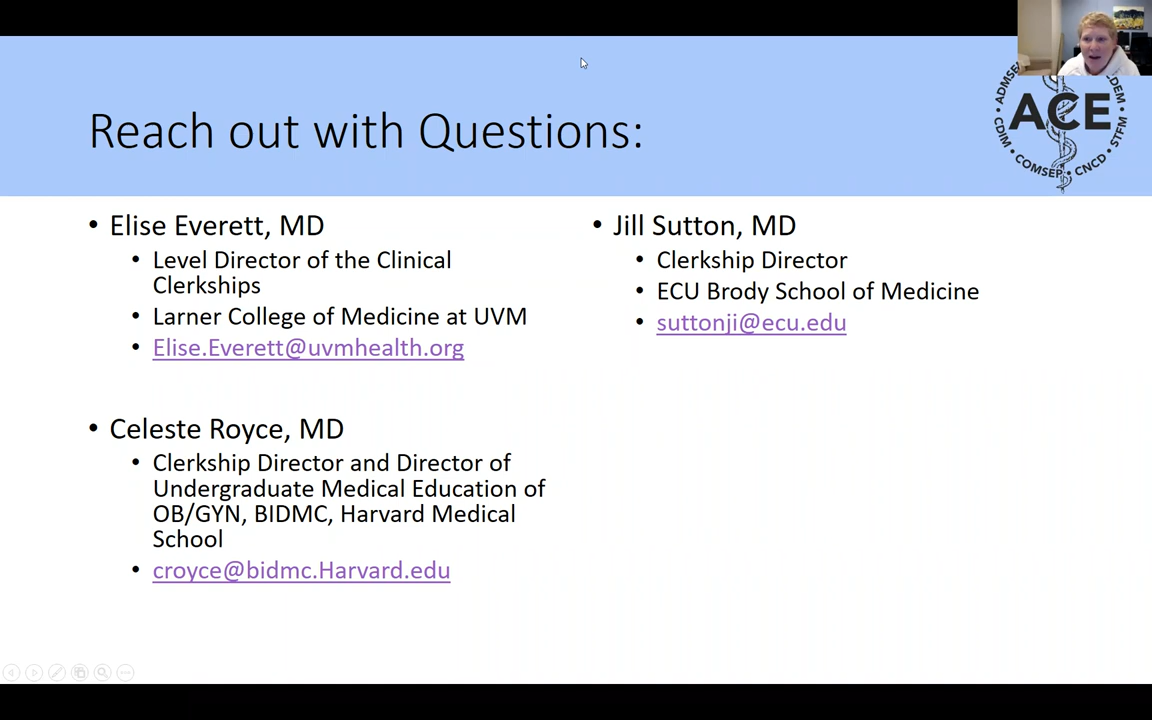 Reach out with Questions:
• Elise Everett, MD
• Level Director of the Clinical
Clerkships
• Larner College of Medicine at UVM
• Elise.Everett@uvmhealth.org
• Celeste Royce, MD
• Clerkship Director and Director of
Undergraduate Medical Education of
OB/GYN, BIDMC, Harvard Medical
School
• croyce@bidmc.Harvard.edu
• Jill Sutton, MD
• Clerkship Director
• ECU Brody School of Medicine
• suttonji@ecu.edu
ACE
CDIM • COMSEP • CNCD • STFM